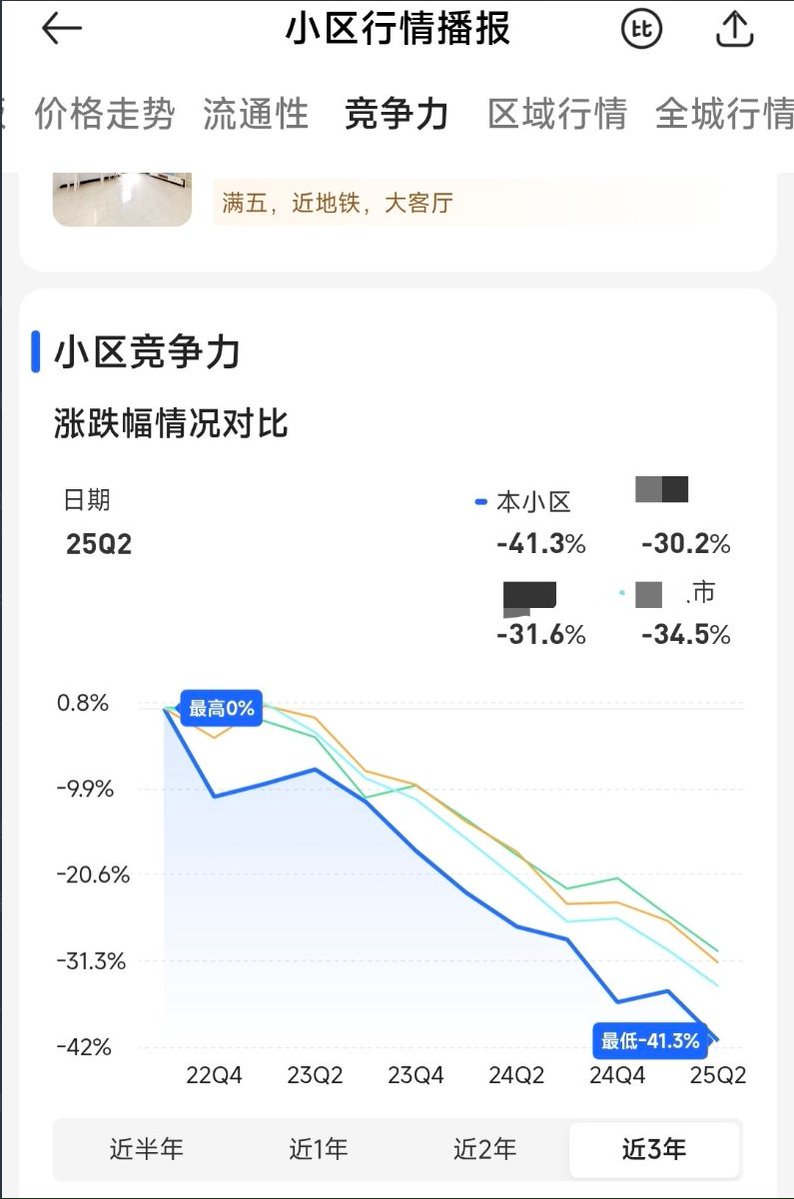 小区行情播报
价格走势 流通性 竞争力 区域行情 全城行情
满五，近地铁，大客厅
小区竞争力
涨跌幅情况对比
日期 本小区
25Q2 -41.3% -30.2%
.市
-31.6% -34.5%
0.8%
最高0%
-9.9%
-20.6%
-31.3%
最低-41.3%
-42%
22Q4 23Q2 23Q4 24Q2 24Q4 25Q2
近半年 近1年 近2年 近3年